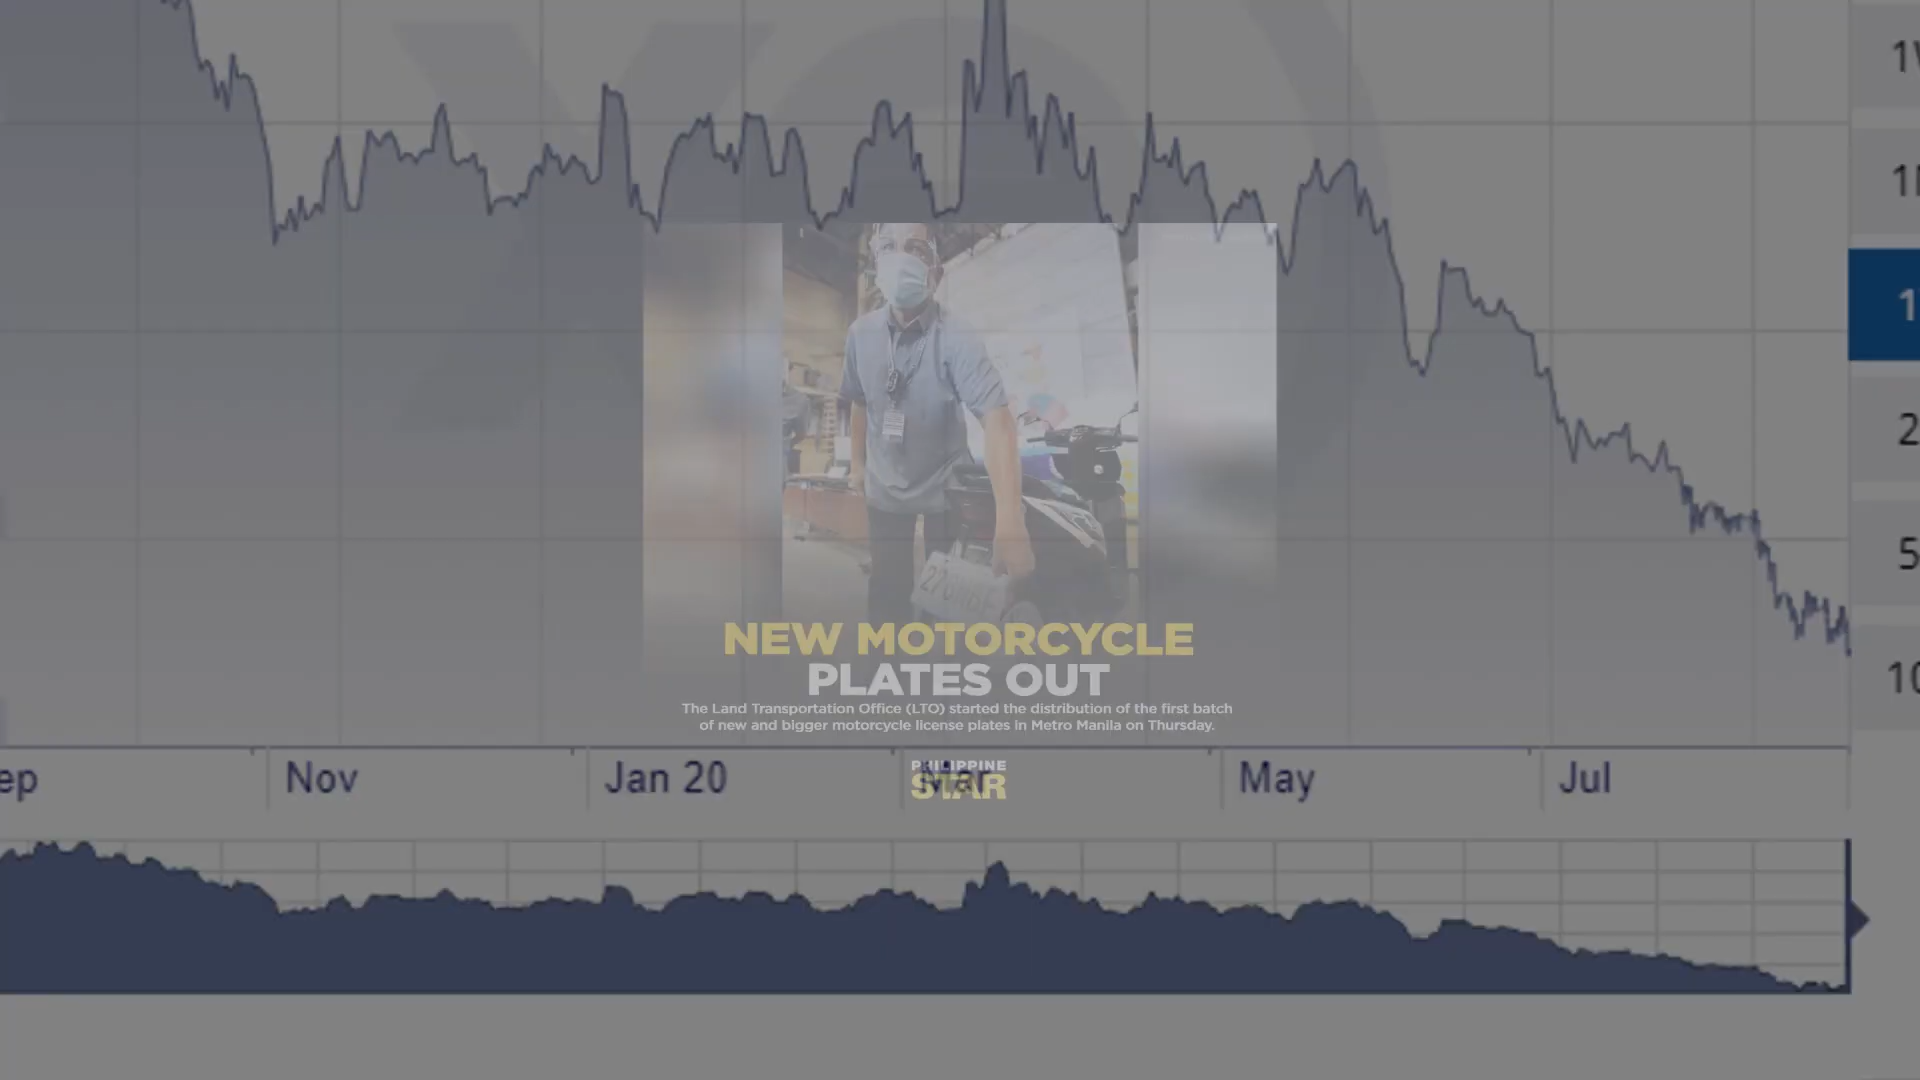 NEW MOTORCYCLE
PLATES OUT
The Land Transportation Office (LTO) started the distribution of the first batch
of new and bigger motorcycle license plates in Metro Manila on Thursday.
Nov
Jan 20
Mar
May
Jul
PHILIPPINE
STAR